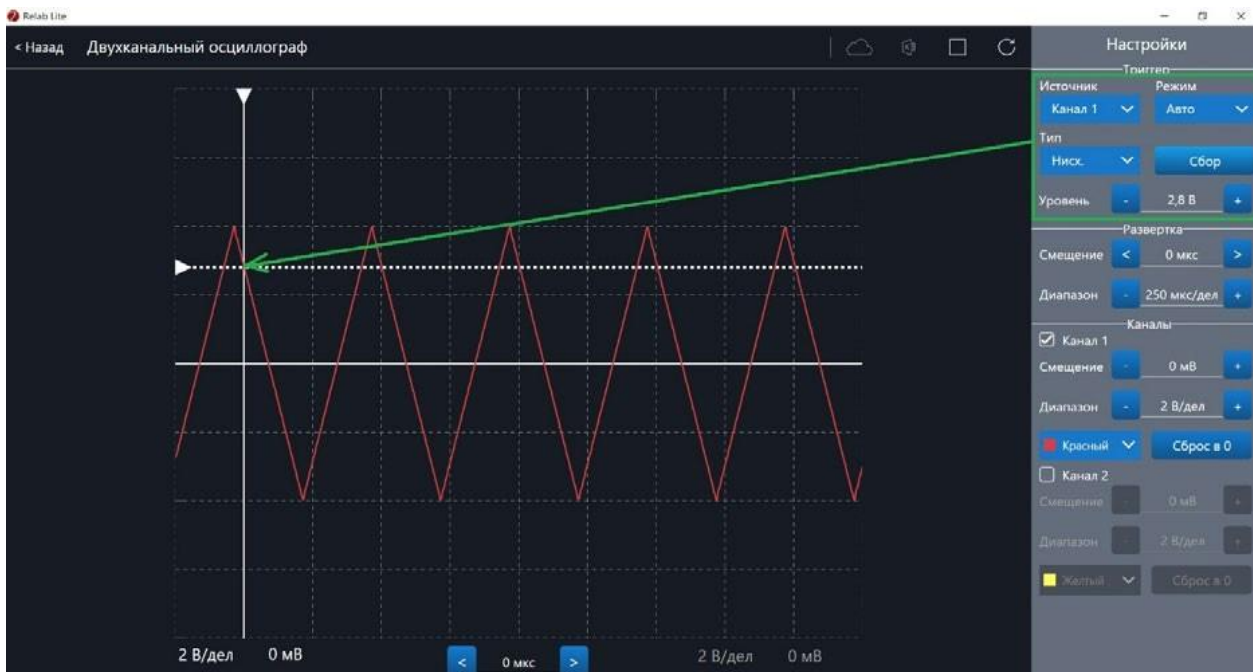 Relab Lite
< Назад Двухканальный осциллограф
Настройки
Триггер
Источник Режим
Канал 1 Авто
Тип
Нисх. Сбор
Уровень - 2,8 В +
Развертка
Смещение < 0 мкс >
Диапазон - 250 мкс/дел +
Каналы
Канал 1
Смещение - 0 мВ +
Диапазон - 2 В/дел +
Красный Сброс в 0
Канал 2
Смещение - 0 мВ +
Диапазон - 2 В/дел +
Желтый Сброс в 0
2 В/дел 0 мВ < 0 мкс > 2 В/дел 0 мВ